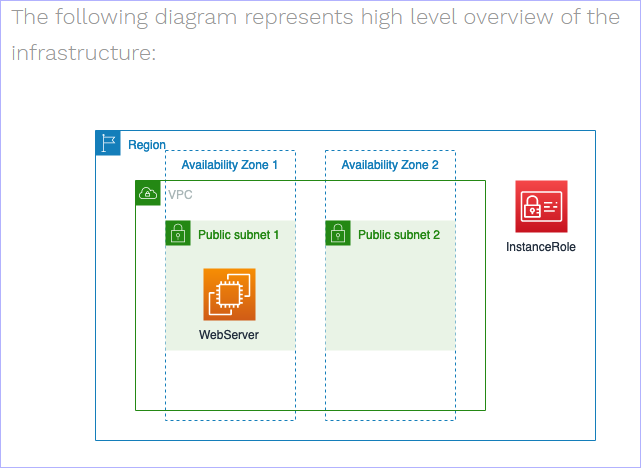 The following diagram represents high level overview of the
infrastructure:
Region
Availability Zone 1
Availability Zone 2
VPC
Public subnet 1
Public subnet 2
InstanceRole
WebServer